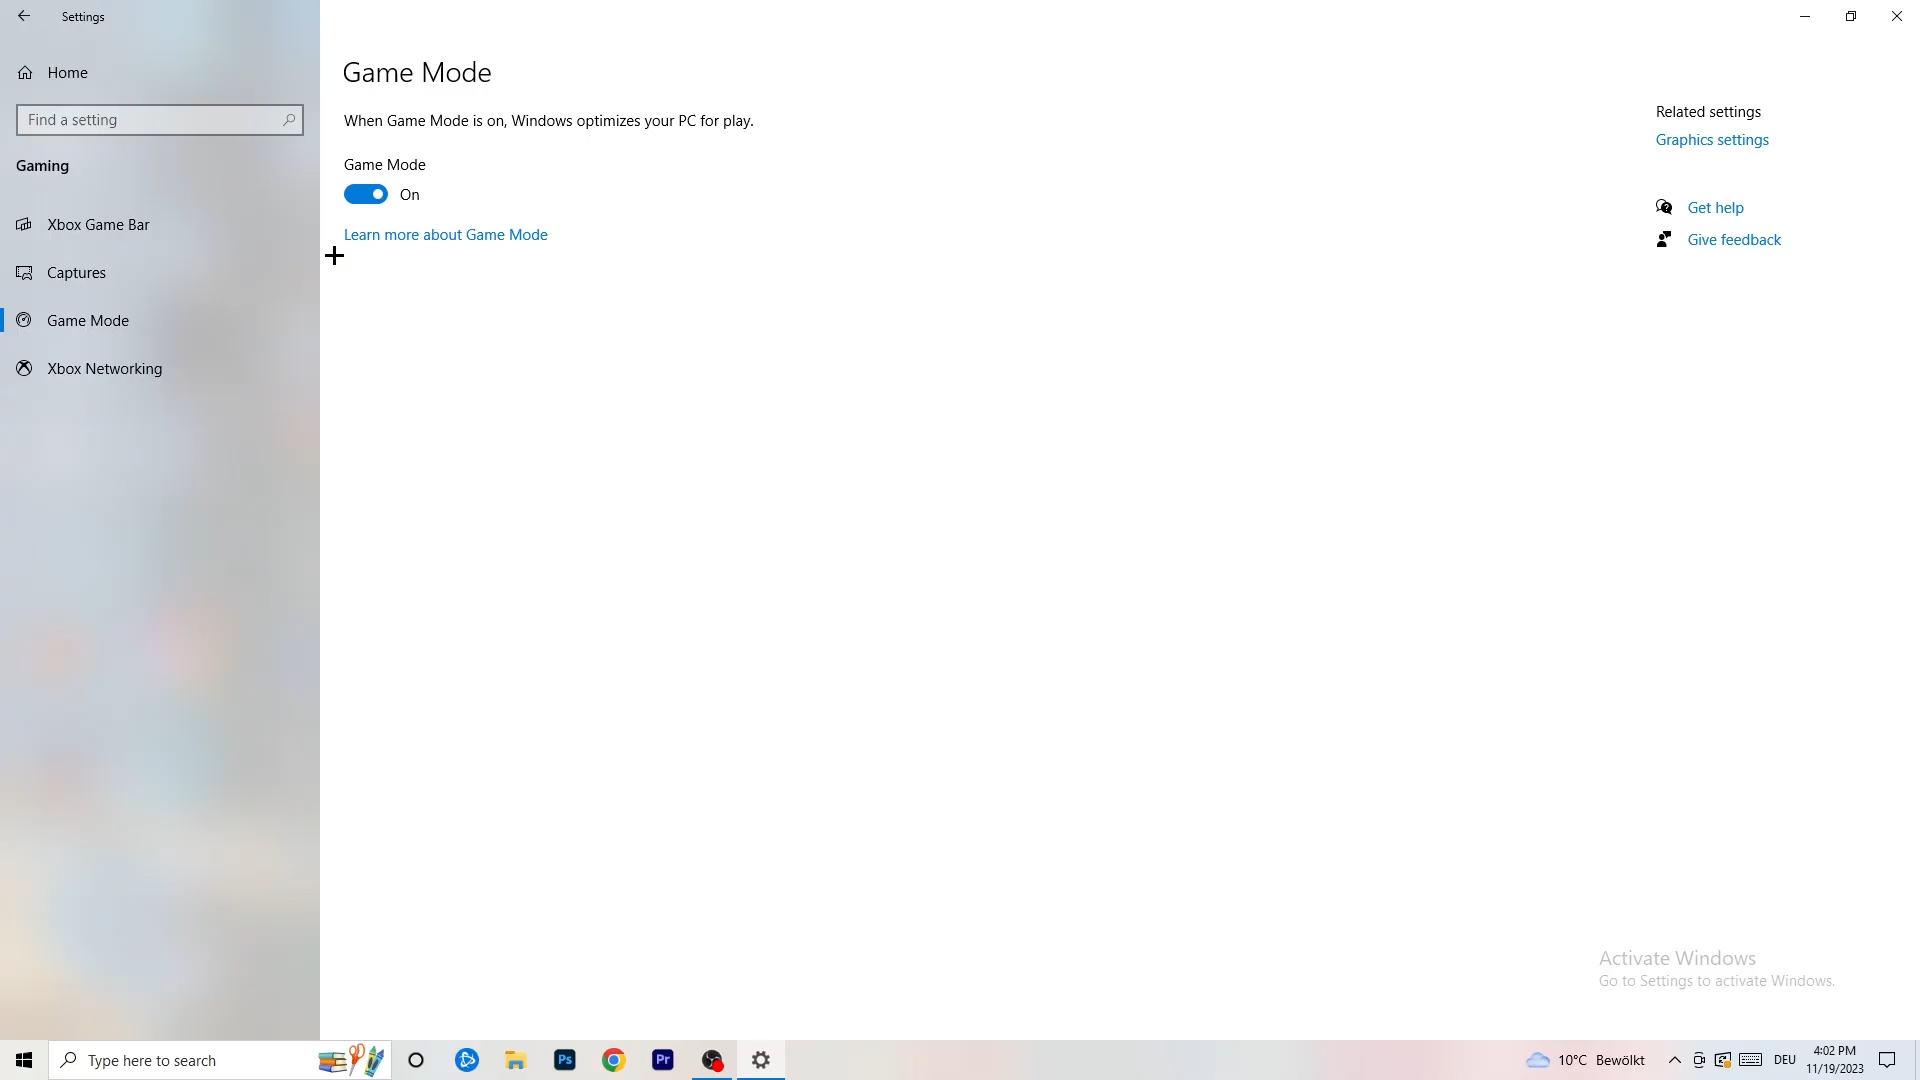 Settings
Home
Find a setting
Gaming
Xbox Game Bar
Captures
Game Mode
Xbox Networking
Game Mode
When Game Mode is on, Windows optimizes your PC for play.
Game Mode
On
Learn more about Game Mode
Related settings
Graphics settings
Get help
Give feedback
Activate Windows
Go to Settings to activate Windows.
Type here to search
Ps
Pr
10°C Bewölkt
DEU
4:02 PM
11/19/2023